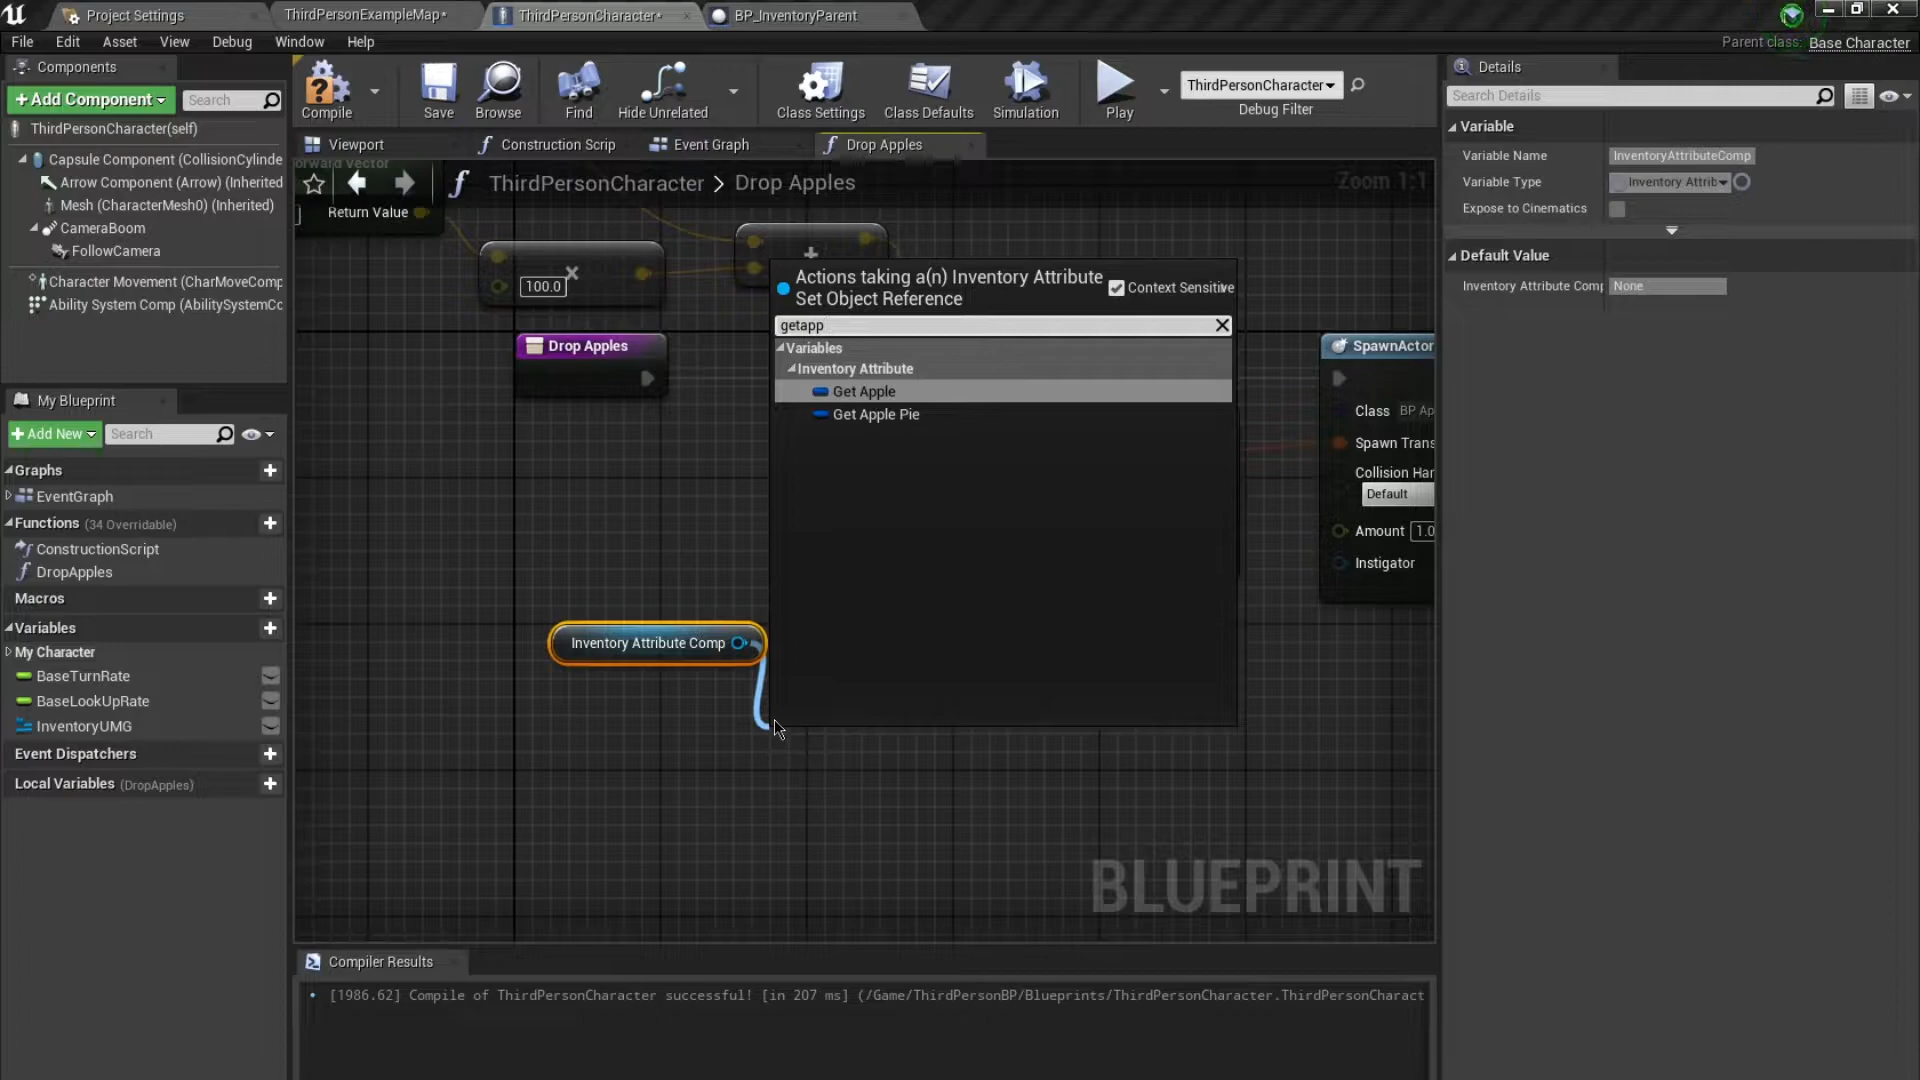 Project Settings
ThirdPersonExampleMap*
ThirdPersonCharacter*
BP_InventoryParent
File Edit Asset View Debug Window Help
Parent class: Base Character
Components
+Add Component
Search
ThirdPersonCharacter(self)
Capsule Component (CollisionCylinde
Arrow Component (Arrow) (Inherited
Mesh (CharacterMesh0) (Inherited)
CameraBoom
FollowCamera
Character Movement (CharMoveComp
Ability System Comp (AbilitySystemCc
My Blueprint
+Add New
Search
Graphs
EventGraph
Functions (34 Overridable)
ConstructionScript
DropApples
Macros
Variables
My Character
BaseTurnRate
BaseLookUpRate
InventoryUMG
Event Dispatchers
Local Variables (DropApples)
Compile
Save
Browse
Find
Hide Unrelated
Class Settings
Class Defaults
Simulation
Play
ThirdPersonCharacter
Debug Filter
Viewport
Construction Scrip
Event Graph
Drop Apples
orward Vector
ThirdPersonCharacter > Drop Apples
Zoom 1:1
Return Value
100.0
Drop Apples
Actions taking a(n) Inventory Attribute
Set Object Reference
Context Sensitive
getapp
Variables
Inventory Attribute
Get Apple
Get Apple Pie
Inventory Attribute Comp
SpawnActor
Class BP Ap
Spawn Trans
Collision Har
Default
Amount 1.0
Instigator
BLUEPRINT
Compiler Results
[1986.62] Compile of ThirdPersonCharacter successful! [in 207 ms] (/Game/ThirdPersonBP/Blueprints/ThirdPersonCharacter.ThirdPersonCharact
Details
Search Details
Variable
Variable Name InventoryAttributeComp
Variable Type Inventory Attrib
Expose to Cinematics
Default Value
Inventory Attribute Comp None